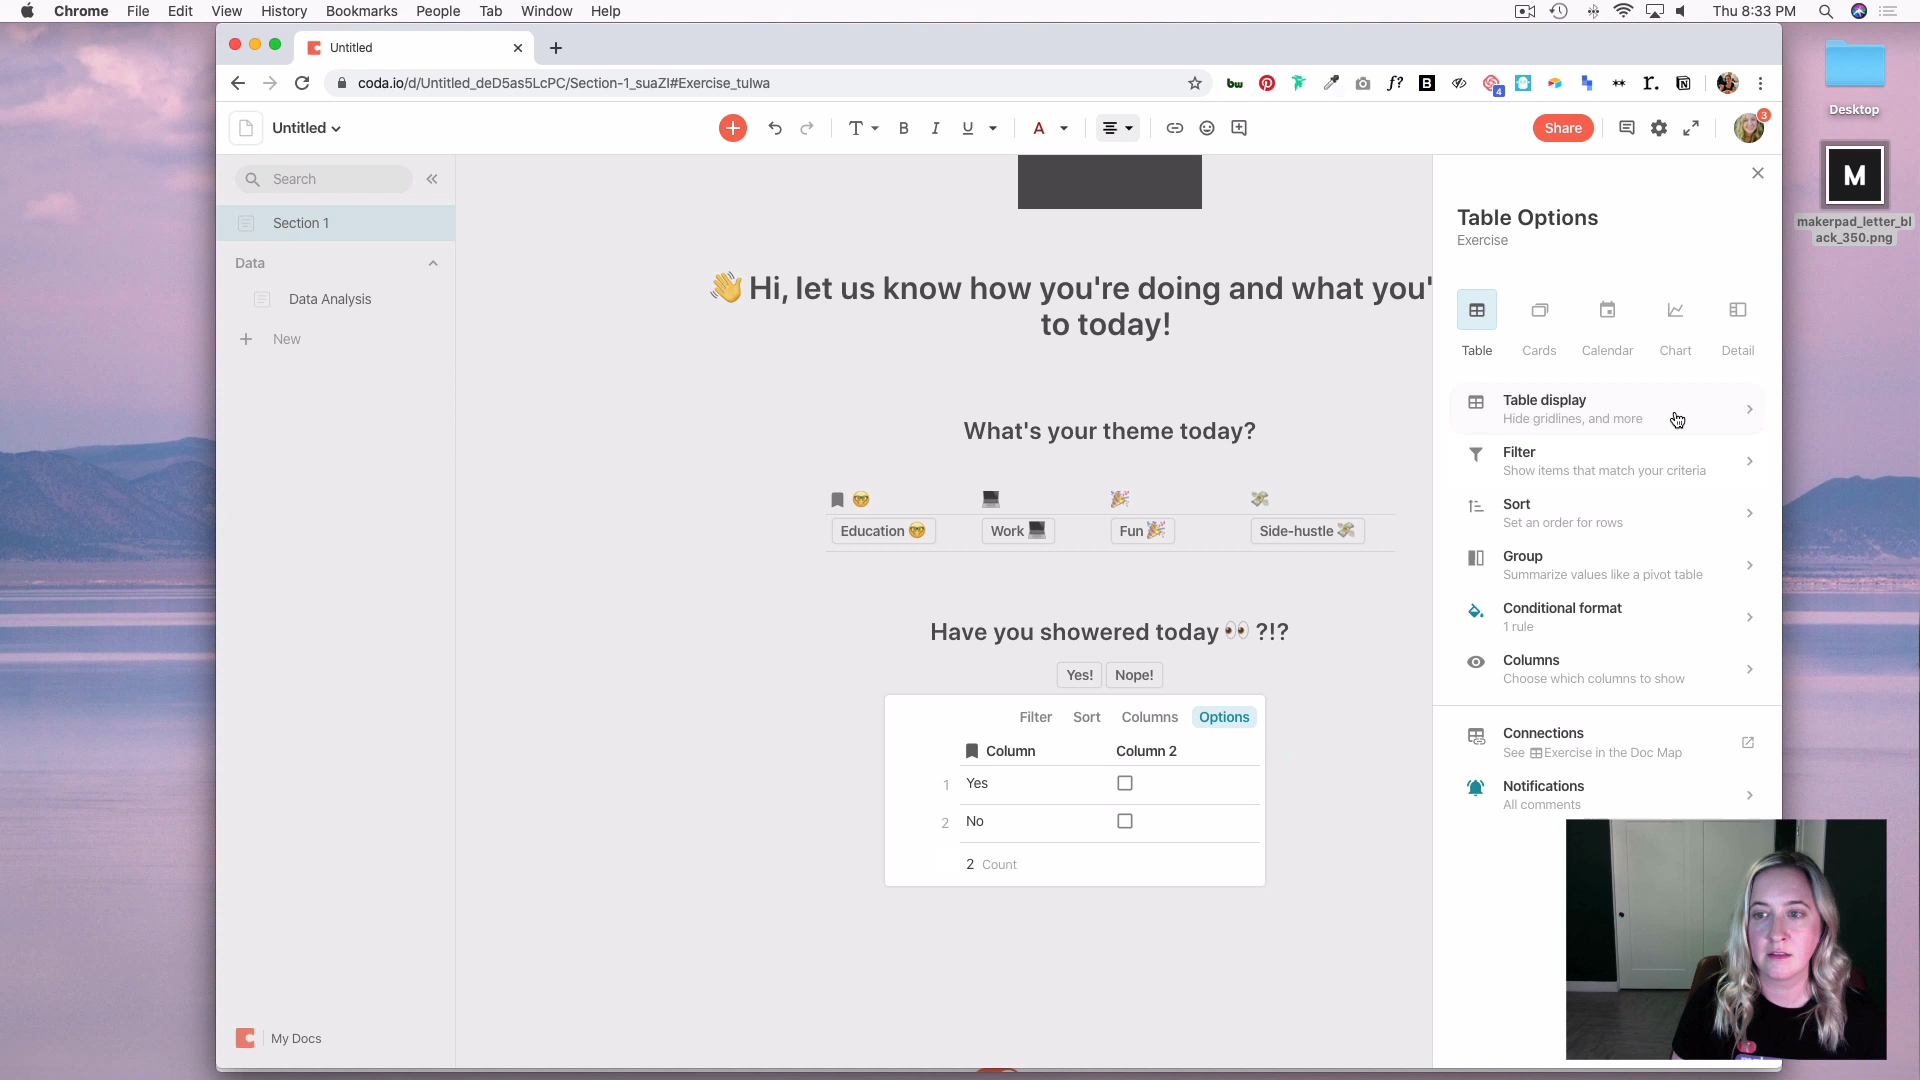 Chrome File Edit View History Bookmarks People Tab Window Help
Thu 8:33 PM
Untitled
coda.io/d/Untitled_deD5as5LcPC/Section-1_suaZI#Exercise_tulwa
4
Untitled
Share
3
Desktop
makerpad_letter_bl
ack_350.png
M
Search
Section 1
Data
Data Analysis
New
My Docs
👋 Hi, let us know how you're doing and what you'
to today!
What's your theme today?
Education 🤓 Work 💻 Fun 🎉 Side-hustle 💸
Have you showered today 👀 ?!?
Yes! Nope!
Filter Sort Columns Options
Column Column 2
1 Yes
2 No
2 Count
Table Options
Exercise
Table Cards Calendar Chart Detail
Table display
Hide gridlines, and more
Filter
Show items that match your criteria
Sort
Set an order for rows
Group
Summarize values like a pivot table
Conditional format
1 rule
Columns
Choose which columns to show
Connections
See Exercise in the Doc Map
Notifications
All comments